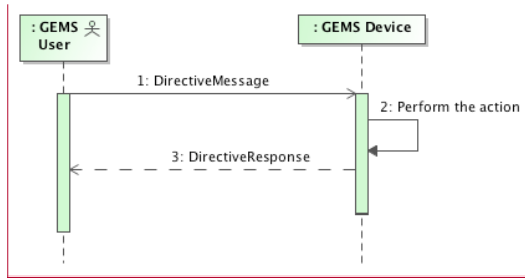 : GEMS
User
: GEMS Device
1: DirectiveMessage
2: Perform the action
3: DirectiveResponse